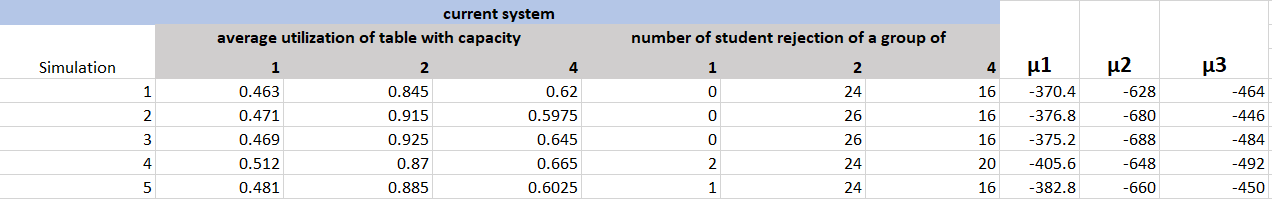 current system
average utilization of table with capacity number of student rejection of a group of
Simulation 1 2 4 1 2 4 μ1 μ2 μ3
1 0.463 0.845 0.62 0 24 16 -370.4 -628 -464
2 0.471 0.915 0.5975 0 26 16 -376.8 -680 -446
3 0.469 0.925 0.645 0 26 16 -375.2 -688 -484
4 0.512 0.87 0.665 2 24 20 -405.6 -648 -492
5 0.481 0.885 0.6025 1 24 16 -382.8 -660 -450